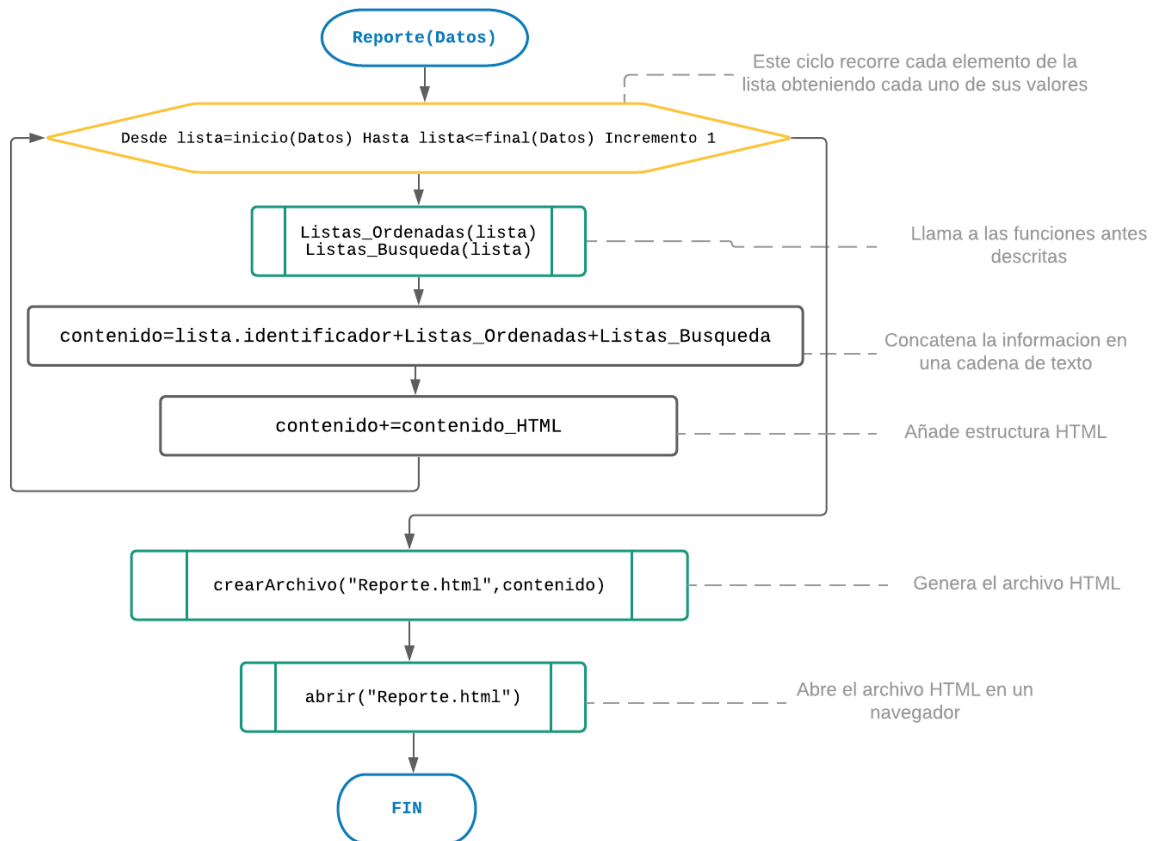 Reporte(Datos)
Este ciclo recorre cada elemento de la
lista obteniendo cada uno de sus valores
Desde lista=inicio(Datos) Hasta lista<=final(Datos) Incremento 1
Listas_Ordenadas(lista)
Listas_Busqueda(lista)
Llama a las funciones antes
descritas
contenido=lista.identificador+Listas_Ordenadas+Listas_Busqueda
Concatena la informacion en
una cadena de texto
contenido+=contenido_HTML
Añade estructura HTML
crearArchivo("Reporte.html",contenido)
Genera el archivo HTML
abrir("Reporte.html")
Abre el archivo HTML en un
navegador
FIN